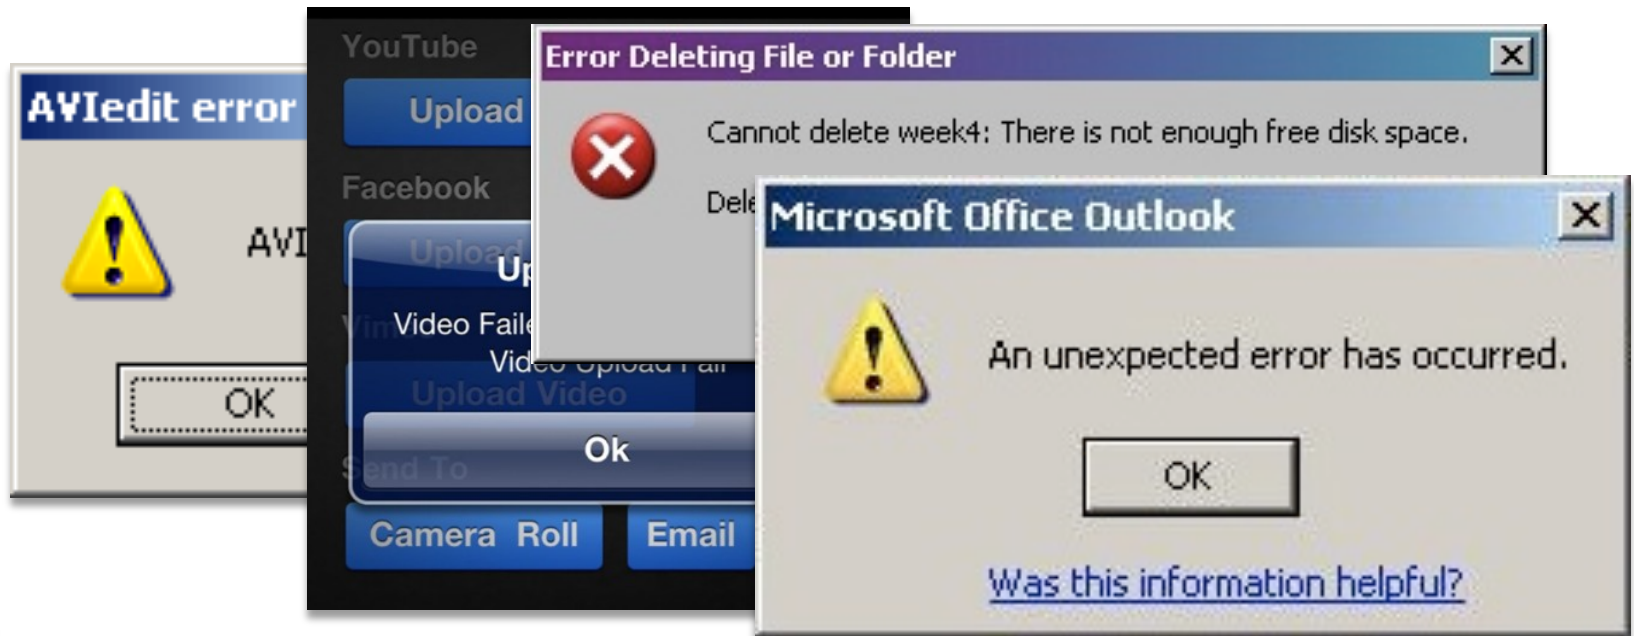 AVIedit error
AVI
OK
YouTube
Upload
Facebook
Upload
Video Faile
Video Upload Fail
Upload Video
Ok
Send To
Camera Roll
Email
Error Deleting File or Folder
Cannot delete week4: There is not enough free disk space.
Dele
Microsoft Office Outlook
An unexpected error has occurred.
OK
Was this information helpful?